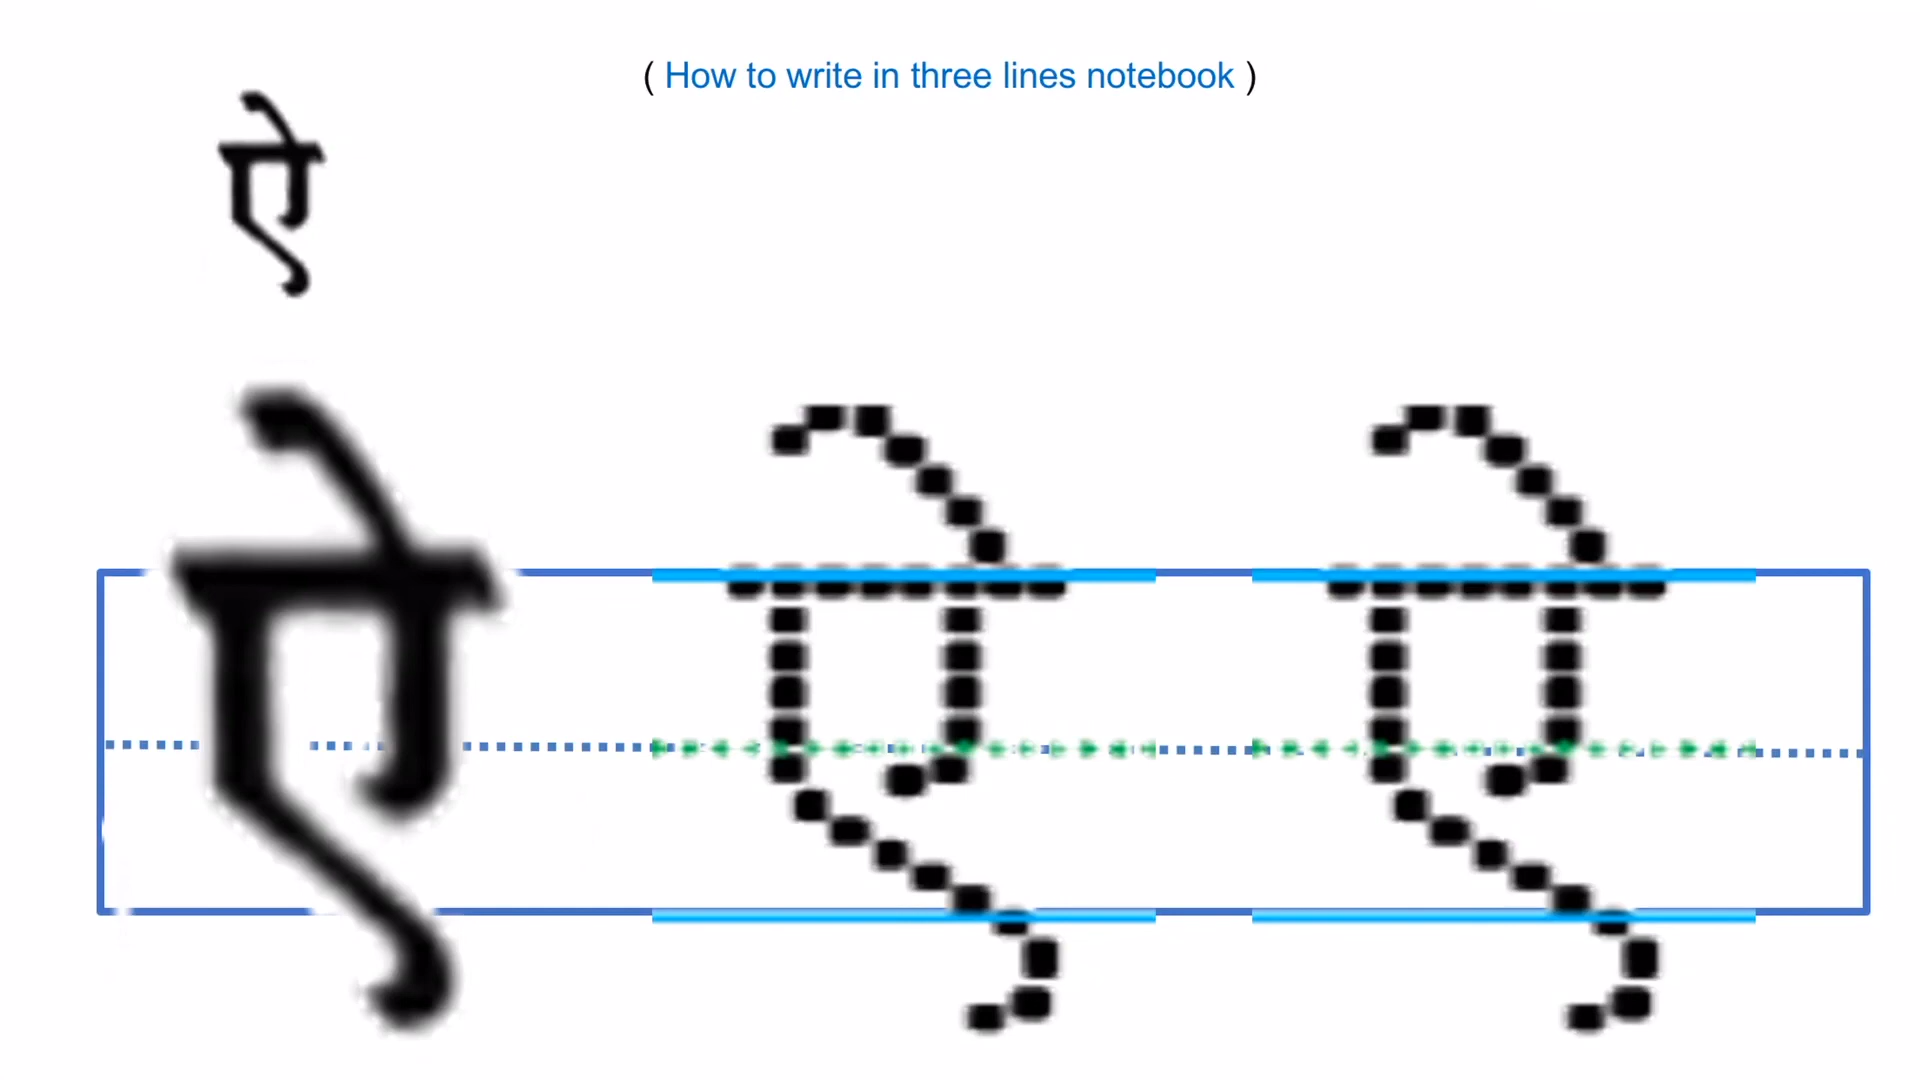 ( How to write in three lines notebook )
ऐ
ऐ ऐ ऐ